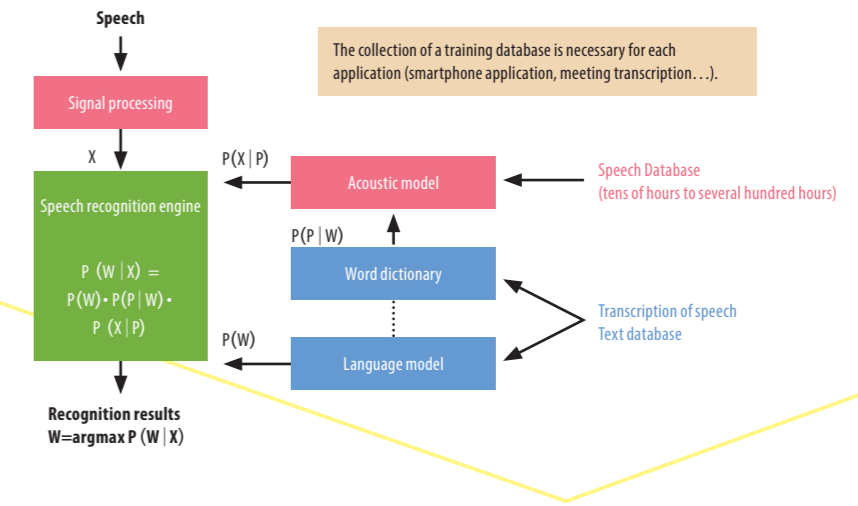 Speech
The collection of a training database is necessary for each
application (smartphone application, meeting transcription...).
Signal processing
X
P(X|P)
Acoustic model
Speech Database
(tens of hours to several hundred hours)
Speech recognition engine
P(P|W)
P (W|X) =
P(W)• P(P|W)•
P (X|P)
Word dictionary
Transcription of speech
Text database
P(W)
Language model
Recognition results
W=argmax P (W|X)